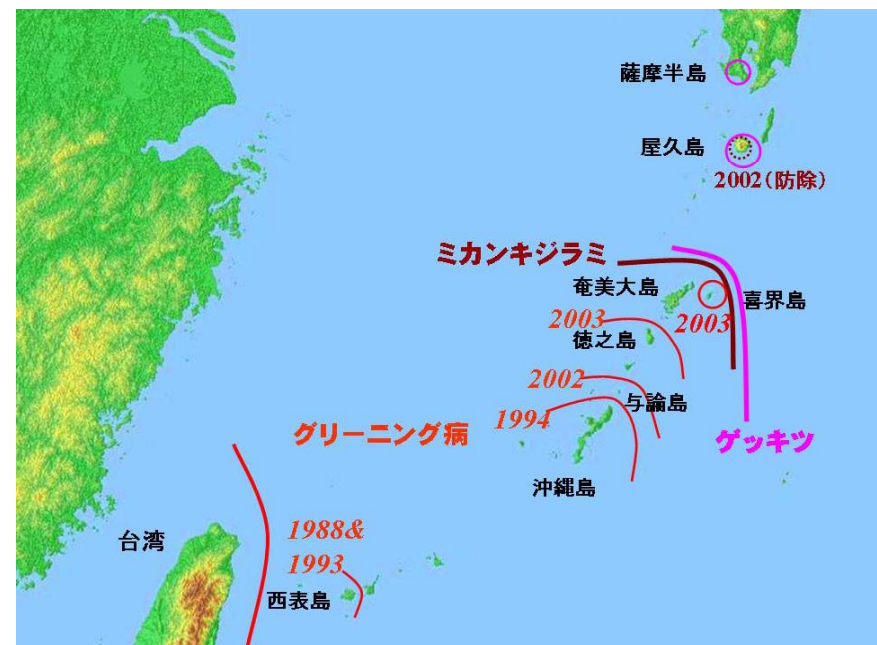 薩摩半島
屋久島
2002(防除)
ミカンキジラミ
奄美大島
喜界島
2003
2003
徳之島
2002
与論島
1994
ゲッキツ
グリーニング病
沖縄島
台湾
1988&
1993
西表島